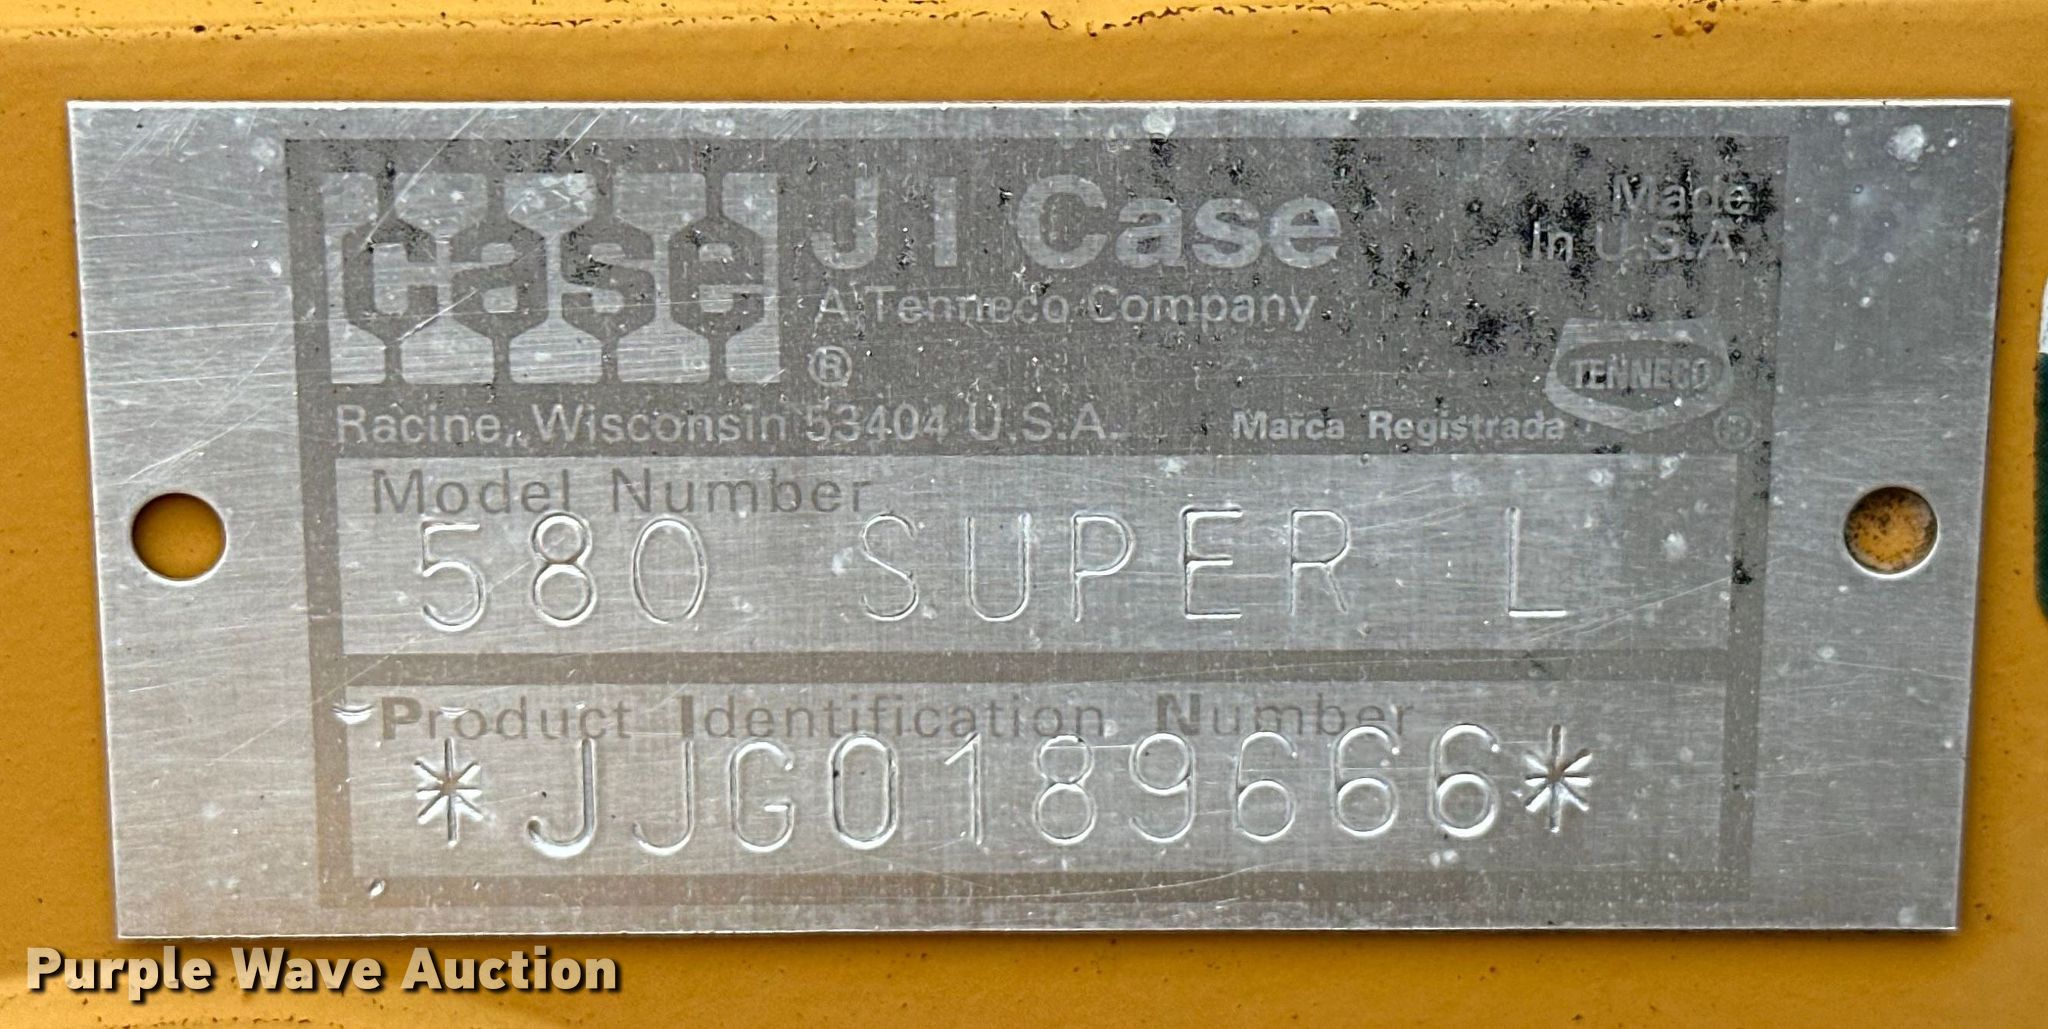 case
J I Case
Made
in U.S.A.
A Tenneco Company
®
TENNECO
Racine, Wisconsin 53404 U.S.A.
Marca Registrada
®
Model Number
580 SUPER L
Product Identification Number
*JJG0189666*
Purple Wave Auction